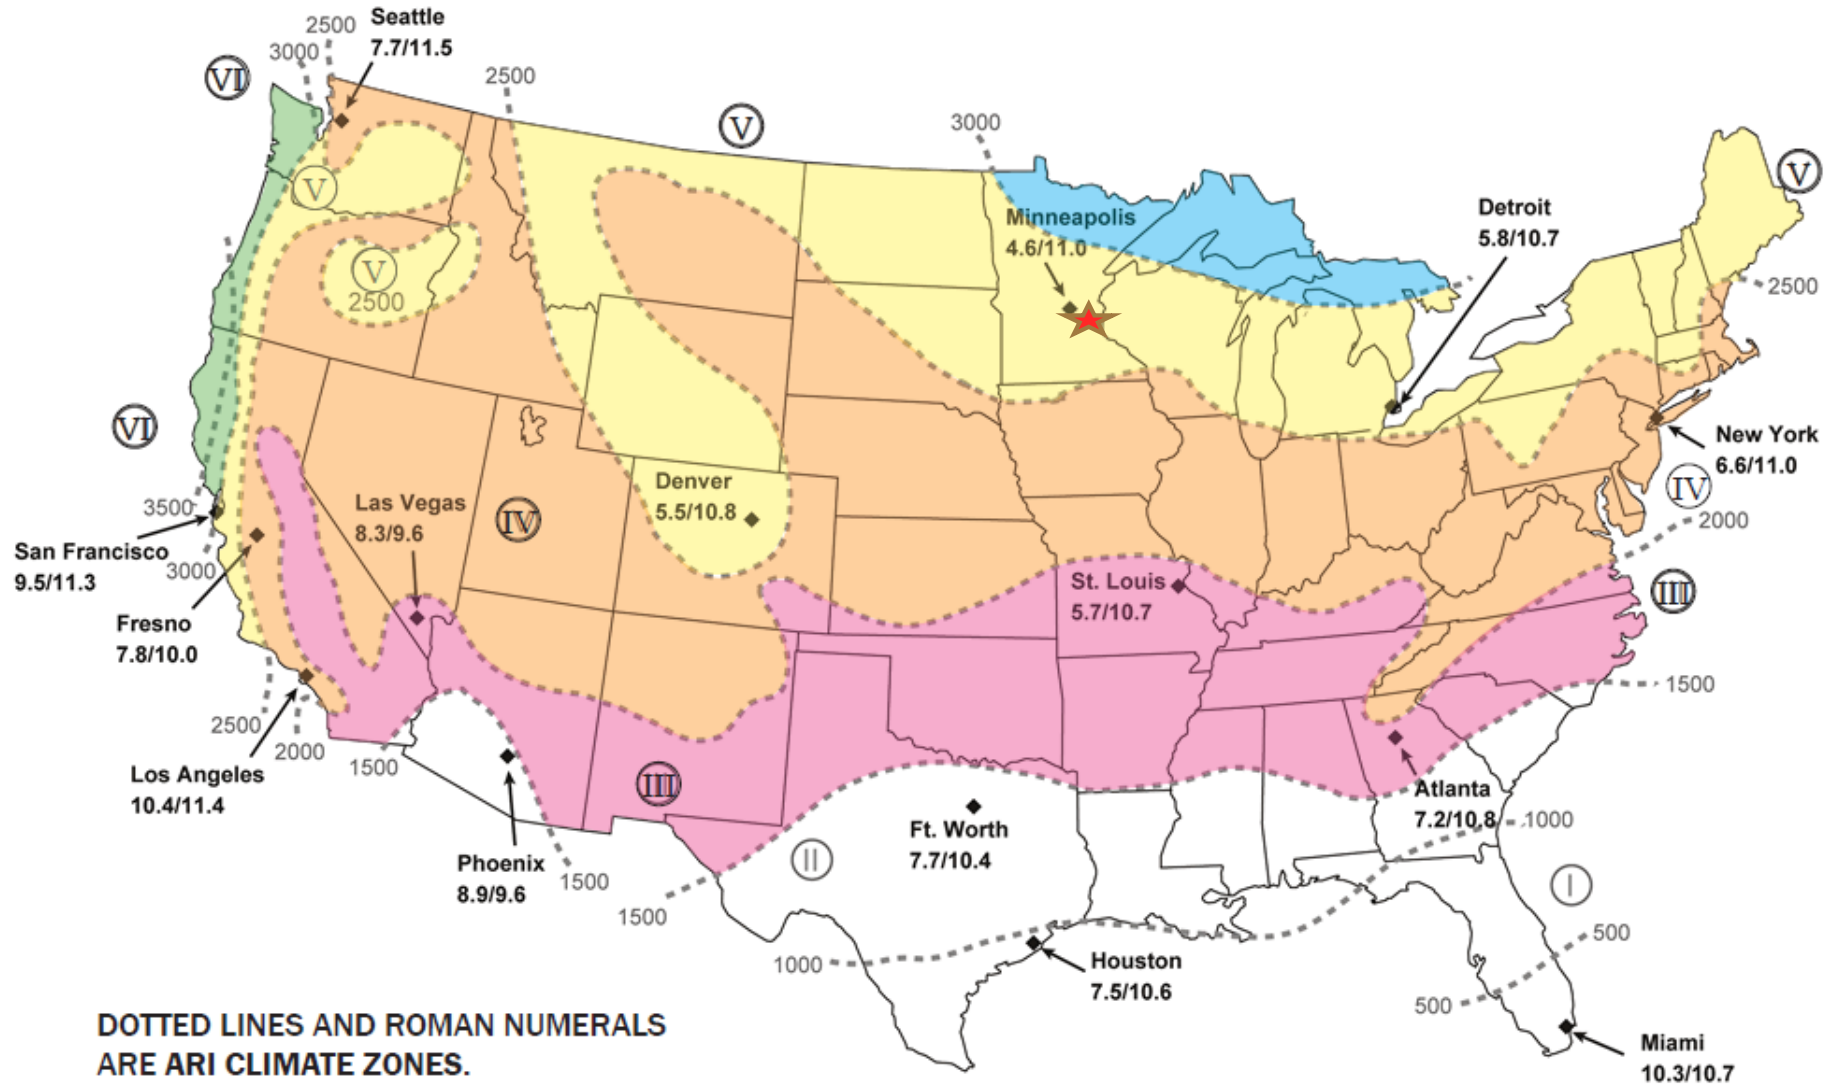 2500
Seattle
7.7/11.5
3000
VI
2500
V
3000
V
V
Minneapolis
4.6/11.0
Detroit
5.8/10.7
V
2500
2500
VI
New York
6.6/11.0
IV
3500
Las Vegas
8.3/9.6
IV
Denver
5.5/10.8
2000
San Francisco
9.5/11.3
3000
St. Louis
5.7/10.7
III
Fresno
7.8/10.0
1500
2500
2000
1500
Los Angeles
10.4/11.4
III
Atlanta
7.2/10.8
1000
Ft. Worth
7.7/10.4
II
Phoenix
8.9/9.6
1500
1500
I
1000
500
Houston
7.5/10.6
500
DOTTED LINES AND ROMAN NUMERALS
ARE ARI CLIMATE ZONES.
Miami
10.3/10.7